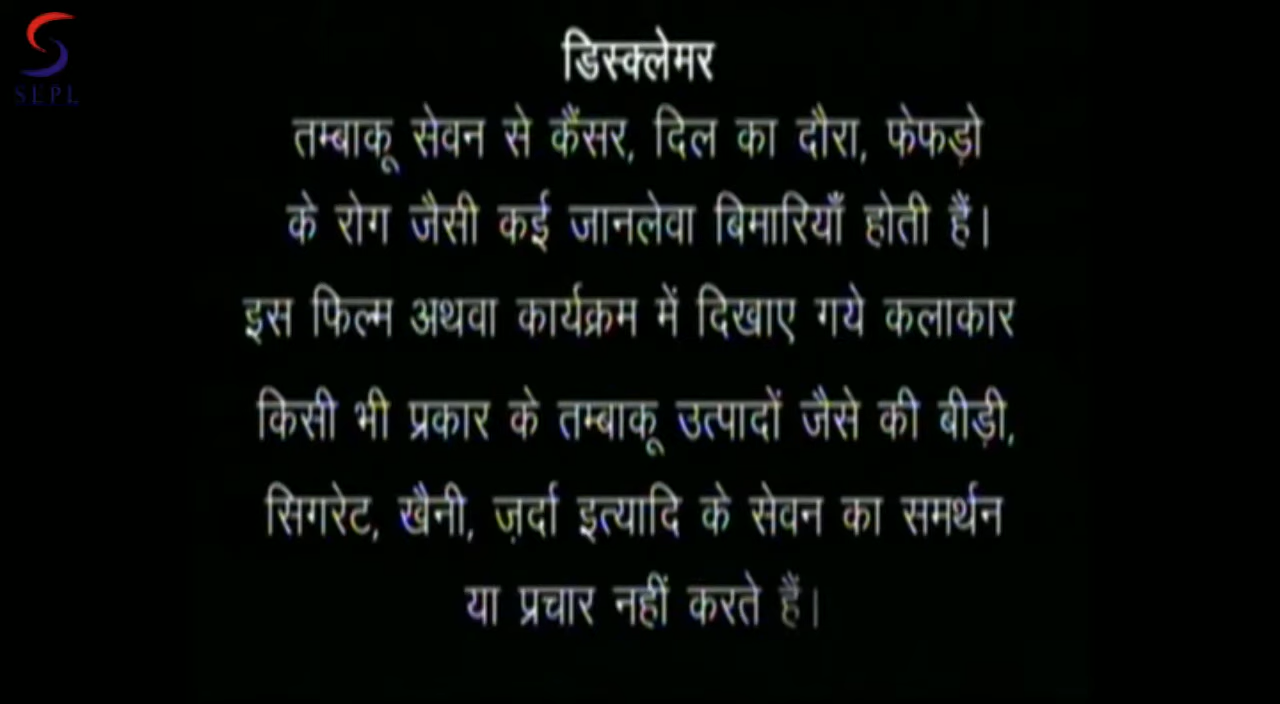 SEPL
डिस्क्लेमर
तम्बाकू सेवन से कैंसर, दिल का दौरा, फेफड़ो
के रोग जैसी कई जानलेवा बिमारियाँ होती हैं।
इस फिल्म अथवा कार्यक्रम में दिखाए गये कलाकार
किसी भी प्रकार के तम्बाकू उत्पादों जैसे की बीड़ी,
सिगरेट, खैनी, ज़र्दा इत्यादि के सेवन का समर्थन
या प्रचार नहीं करते हैं।